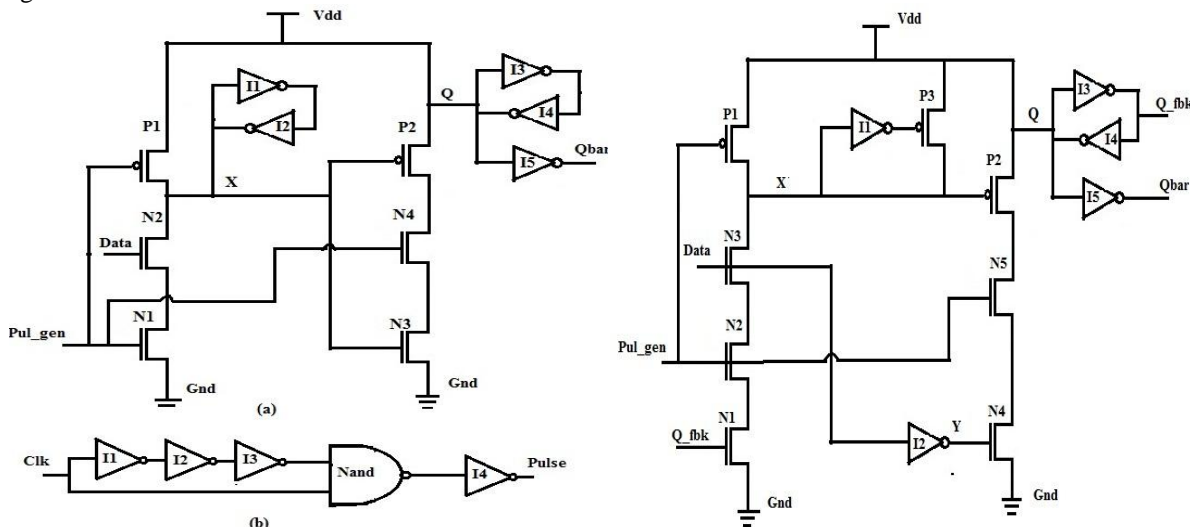 Vdd
I3
I1
Q
I4
P1
I2
P2
Qbar
I5
X
N2
N4
Data
N1
N3
Pul_gen
Gnd
Gnd
(a)
I1
I2
I3
Clk
Nand
I4
Pulse
(b)
Vdd
P3
I3
P1
Q
Q_fbk
I1
I4
P2
X
I5
Qbar
N3
Data
N5
N2
Pul_gen
N1
I2
Y
N4
Q_fbk
Gnd
Gnd